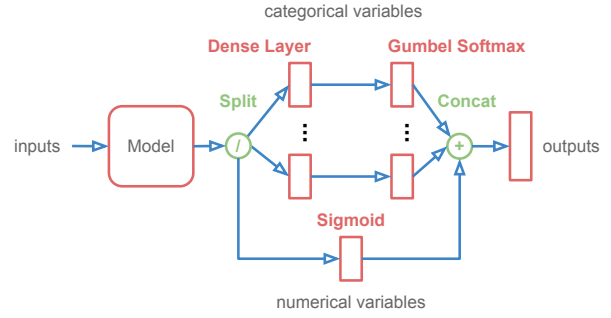 categorical variables
Dense Layer
Gumbel Softmax
Split
Concat
inputs
Model
/
+
outputs
Sigmoid
numerical variables